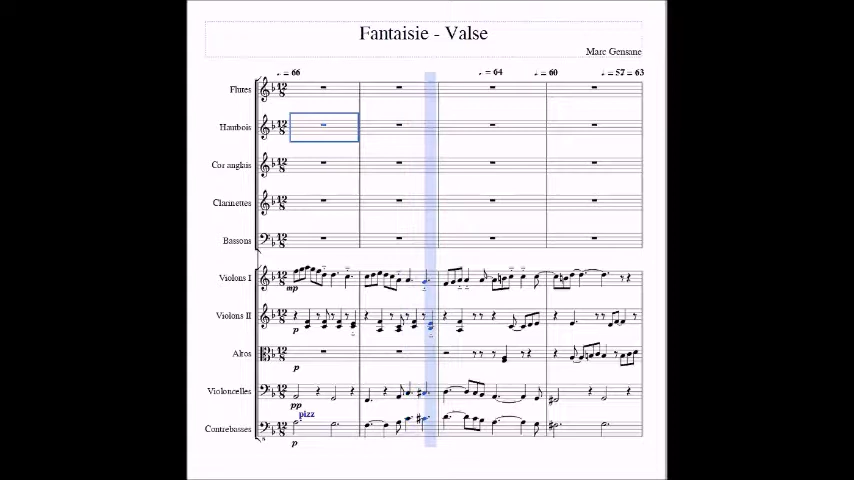 Fantaisie - Valse
Marc Gensane
♩. = 66
♩. = 64
♩. = 60
♩. = 57 = 63
Flutes
Hautbois
Cor anglais
Clarinettes
Bassons
Violons I
mp
Violons II
p
Altos
p
Violoncelles
pp
pizz
Contrebasses
p